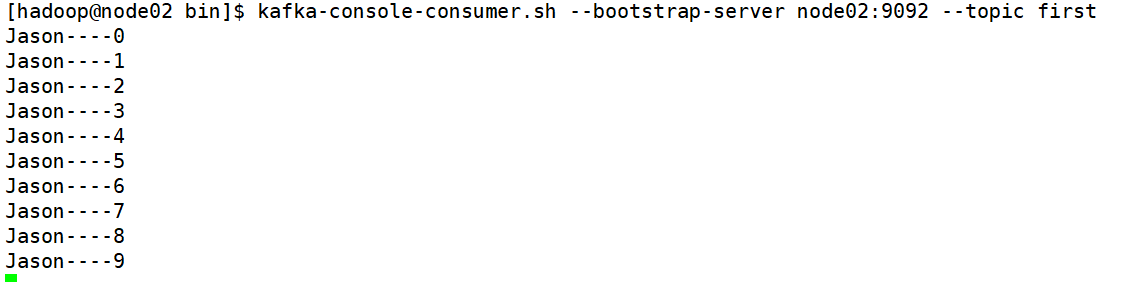 [hadoop@node02 bin]$ kafka-console-consumer.sh --bootstrap-server node02:9092 --topic first
Jason----0
Jason----1
Jason----2
Jason----3
Jason----4
Jason----5
Jason----6
Jason----7
Jason----8
Jason----9